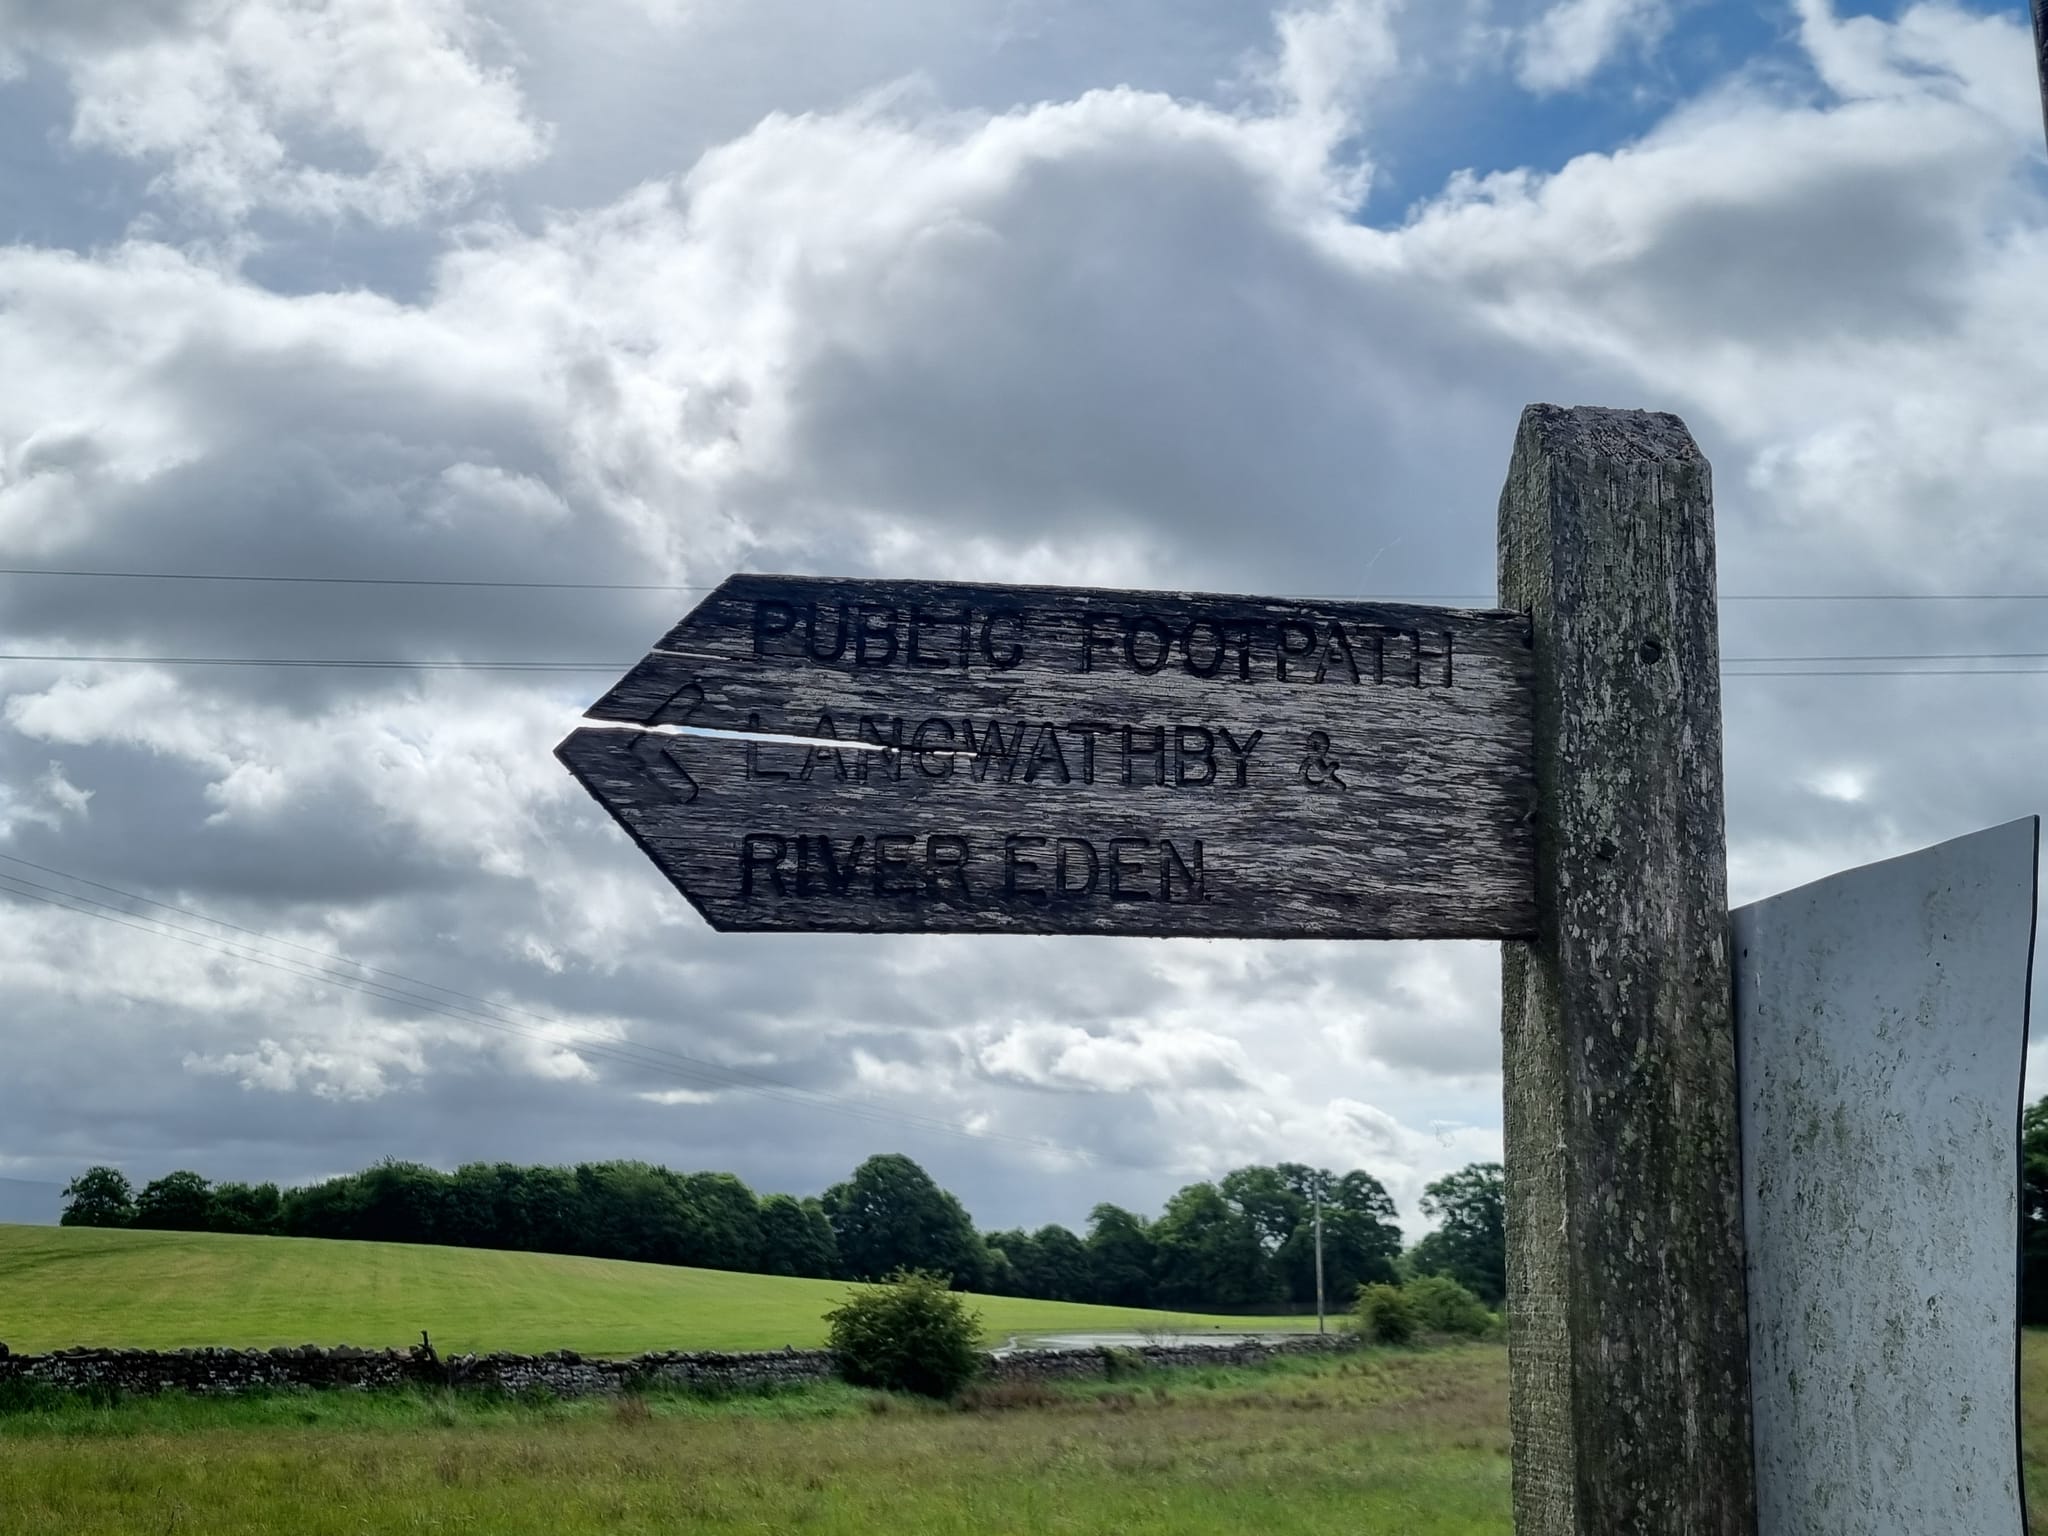 PUBLIC FOOTPATH
LANGWATHBY &
RIVER EDEN